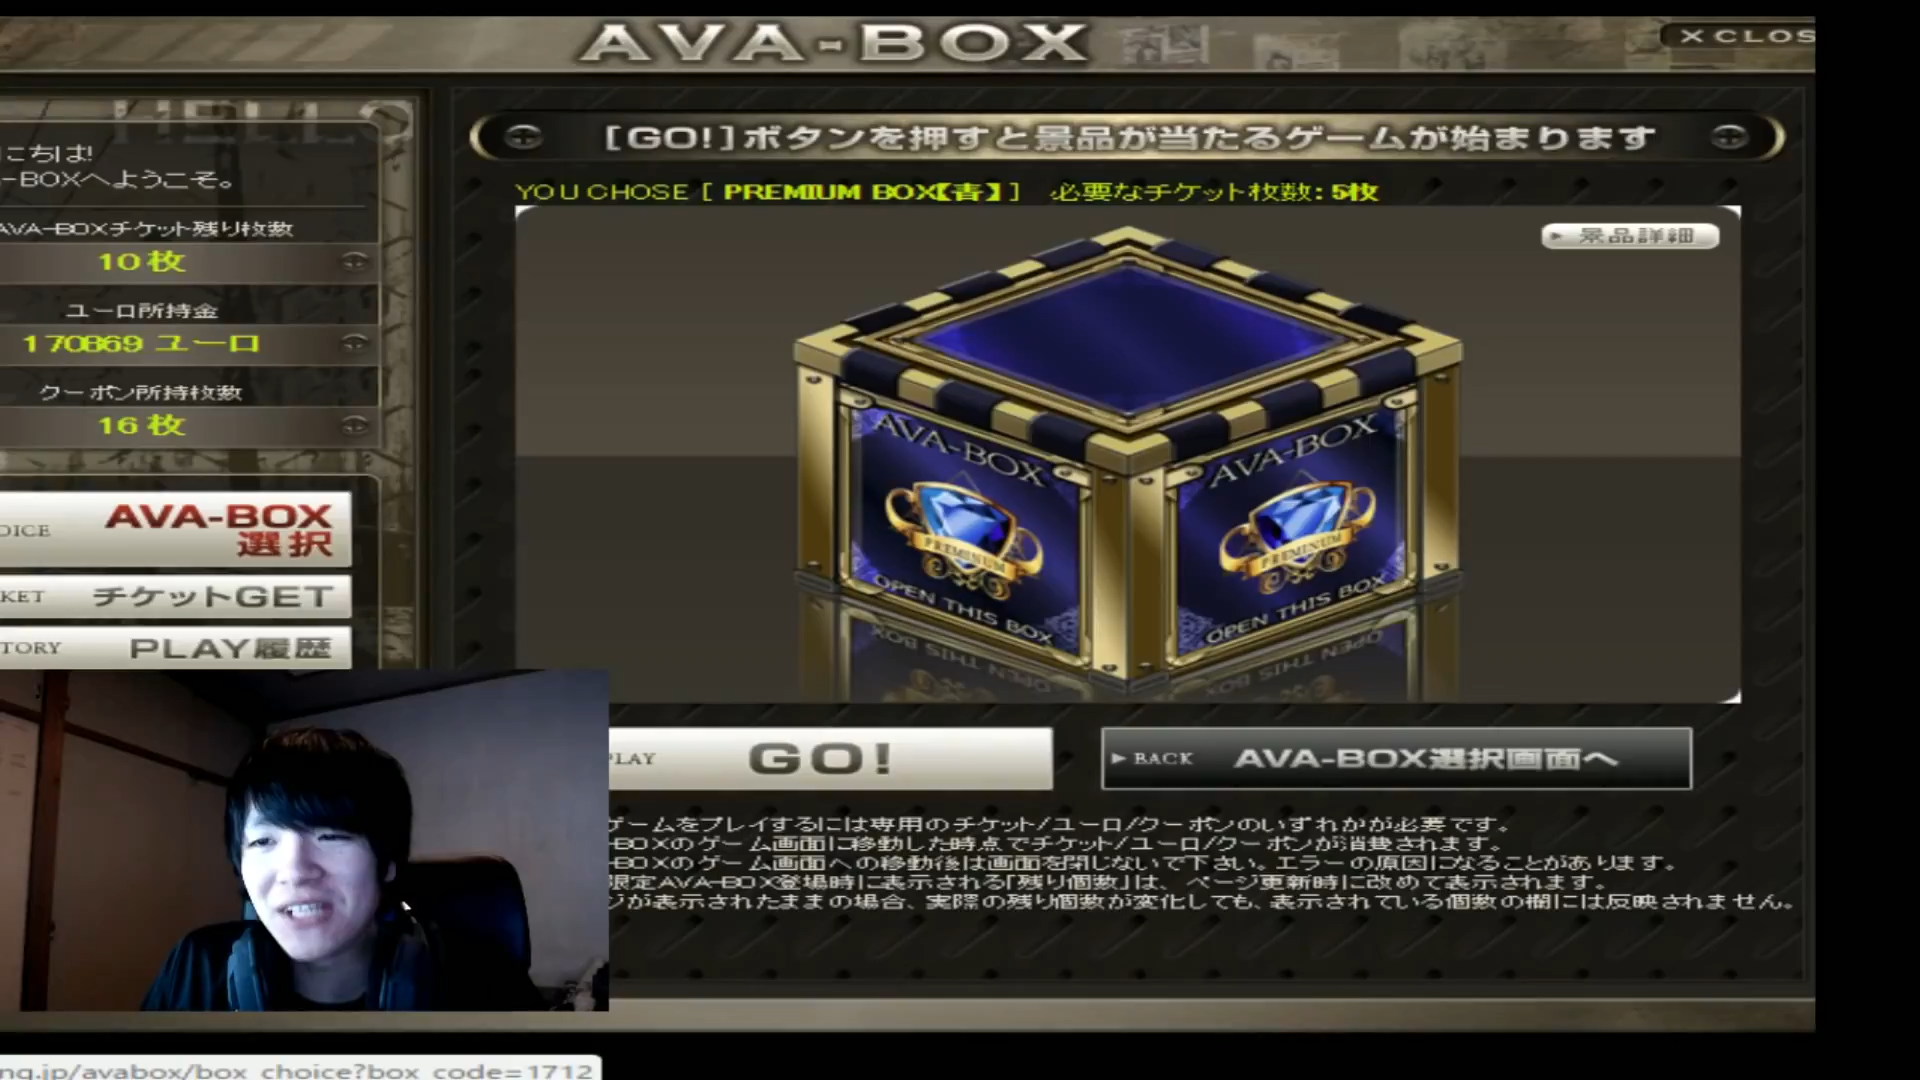 AVA-BOX
X CLOS
HELLO
こちは!
-BOXへようこそ。
AVA-BOXチケット残り枚数
10 枚
ユーロ所持金
170869 ユーロ
クーポン所持枚数
16 枚
OICE AVA-BOX
選択
KET チケットGET
TORY PLAY履歴
[GO!]ボタンを押すと景品が当たるゲームが始まります
YOU CHOSE [ PREMIUM BOX【青】] 必要なチケット枚数: 5枚
景品詳細
AVA-BOX
PREMIUM
OPEN THIS BOX
AVA-BOX
PREMIUM
OPEN THIS BOX
PLAY GO!
BACK AVA-BOX選択画面へ
ゲームをプレイするには専用のチケット/ユーロ/クーポンのいずれかが必要です。
-BOXのゲーム画面に移動した時点でチケット/ユーロ/クーポンが消費されます。
-BOXのゲーム画面への移動後は画面を閉じないで下さい。エラーの原因になることがあります。
限定AVA-BOX登場時に表示される「残り個数」は、ページ更新時に改めて表示されます。
ジが表示されたままの場合、実際の残り個数が変化しても、表示されている個数の欄には反映されません。
ng.jp/avabox/box_choice?box_code=1712